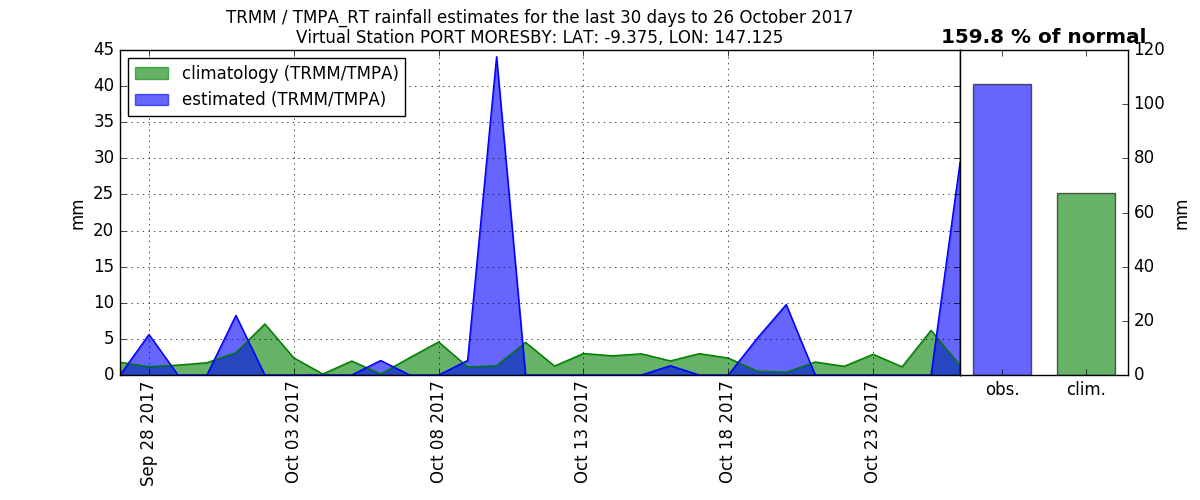 TRMM / TMPA_RT rainfall estimates for the last 30 days to 26 October 2017
Virtual Station PORT MORESBY: LAT: -9.375, LON: 147.125
159.8 % of normal
climatology (TRMM/TMPA)
estimated (TRMM/TMPA)
mm
45
40
35
30
25
20
15
10
5
0
Sep 28 2017
Oct 03 2017
Oct 08 2017
Oct 13 2017
Oct 18 2017
Oct 23 2017
obs.
clim.
120
100
80
60
40
20
0
mm